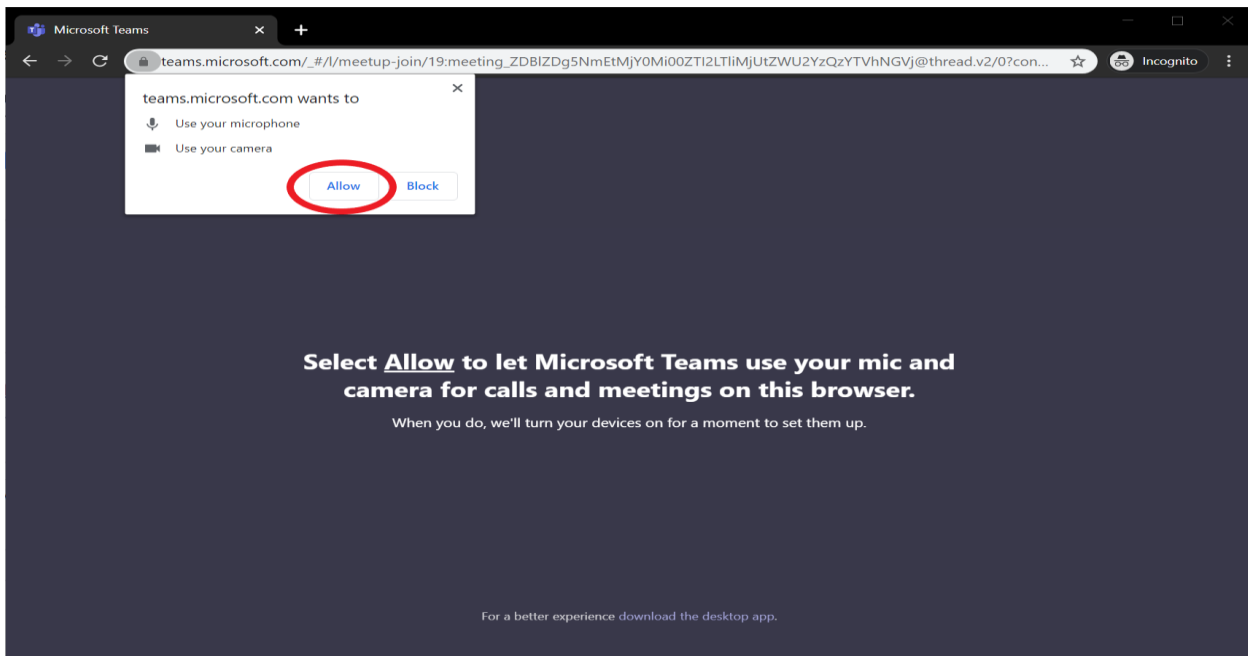 Microsoft Teams
teams.microsoft.com/_#/l/meetup-join/19:meeting_ZDBlZDg5NmEtMjY0Mi00ZTI2LTliMjUtZWU2YzQzYTVhNGVj@thread.v2/0?con...
Incognito
teams.microsoft.com wants to
Use your microphone
Use your camera
Allow
Block
Select Allow to let Microsoft Teams use your mic and
camera for calls and meetings on this browser.
When you do, we'll turn your devices on for a moment to set them up.
For a better experience download the desktop app.